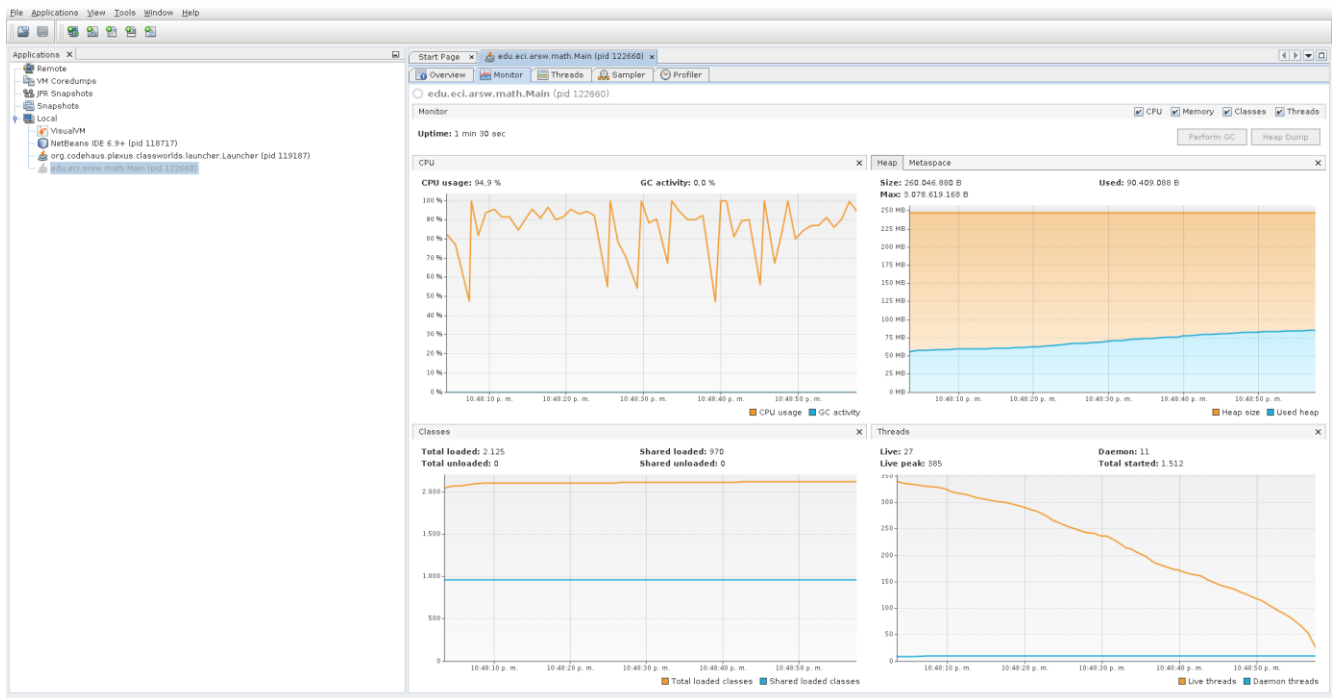 File Applications View Tools Window Help
Applications
Remote
VM Coredumps
JFR Snapshots
Snapshots
Local
VisualVM
NetBeans IDE 6.9+ (pid 118717)
org.codehaus.plexus.classworlds.launcher.Launcher (pid 119187)
edu.eci.arsw.math.Main (pid 122660)
Start Page edu.eci.arsw.math.Main (pid 122660)
Overview Monitor Threads Sampler Profiler
edu.eci.arsw.math.Main (pid 122660)
Monitor CPU Memory Classes Threads
Uptime: 1 min 30 sec
Perform GC Heap Dump
CPU
CPU usage: 94,9 % GC activity: 0,0 %
100 %
90 %
80 %
70 %
60 %
50 %
40 %
30 %
20 %
10 %
0 %
10:48:10 p. m. 10:48:20 p. m. 10:48:30 p. m. 10:48:40 p. m. 10:48:50 p. m.
CPU usage GC activity
Heap Metaspace
Size: 260.046.880 B Used: 90.409.088 B
Max: 3.078.619.168 B
250 MB
225 MB
200 MB
175 MB
150 MB
125 MB
100 MB
75 MB
50 MB
25 MB
0 MB
10:48:10 p. m. 10:48:20 p. m. 10:48:30 p. m. 10:48:40 p. m. 10:48:50 p. m.
Heap size Used heap
Classes
Total loaded: 2.125 Shared loaded: 970
Total unloaded: 0 Shared unloaded: 0
2.000
1.500
1.000
500
0
10:48:10 p. m. 10:48:20 p. m. 10:48:30 p. m. 10:48:40 p. m. 10:48:50 p. m.
Total loaded classes Shared loaded classes
Threads
Live: 27 Daemon: 11
Live peak: 385 Total started: 1.512
350
300
250
200
150
100
50
0
10:48:10 p. m. 10:48:20 p. m. 10:48:30 p. m. 10:48:40 p. m. 10:48:50 p. m.
Live threads Daemon threads